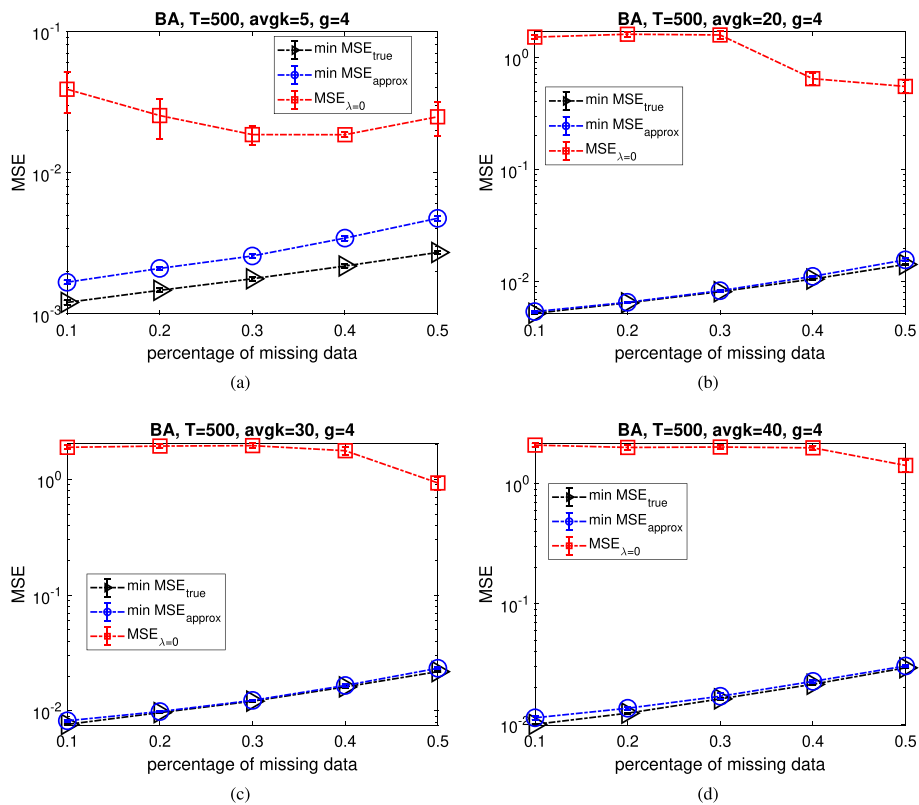 BA, T=500, avgk=5, g=4
10^-1
10^-2
10^-3
MSE
min MSE_true
min MSE_approx
MSE_λ=0
0.1 0.2 0.3 0.4 0.5
percentage of missing data
(a)
BA, T=500, avgk=20, g=4
10^0
10^-1
10^-2
MSE
min MSE_true
min MSE_approx
MSE_λ=0
0.1 0.2 0.3 0.4 0.5
percentage of missing data
(b)
BA, T=500, avgk=30, g=4
10^0
10^-1
10^-2
MSE
min MSE_true
min MSE_approx
MSE_λ=0
0.1 0.2 0.3 0.4 0.5
percentage of missing data
(c)
BA, T=500, avgk=40, g=4
10^0
10^-1
10^-2
MSE
min MSE_true
min MSE_approx
MSE_λ=0
0.1 0.2 0.3 0.4 0.5
percentage of missing data
(d)